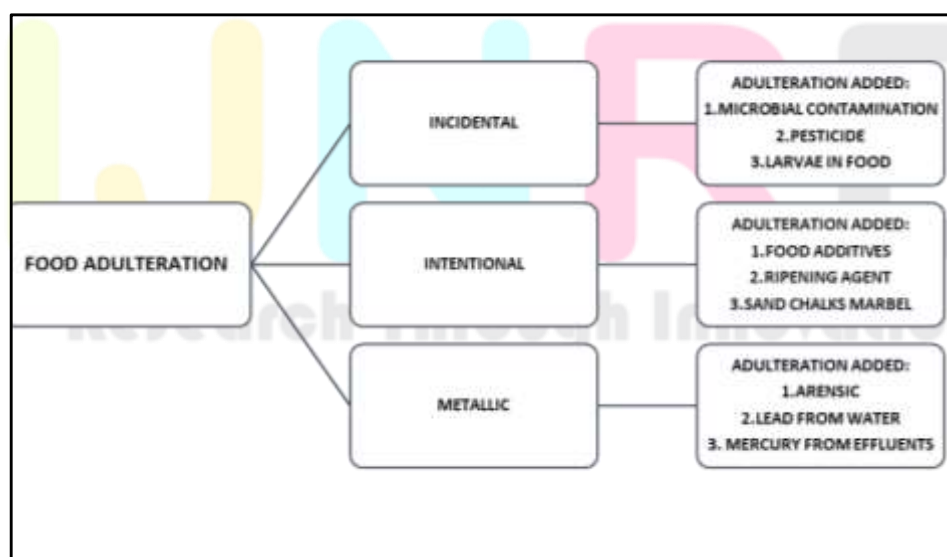 FOOD ADULTERATION
INCIDENTAL
ADULTERATION ADDED:
1.MICROBIAL CONTAMINATION
2.PESTICIDE
3.LARVAE IN FOOD
INTENTIONAL
ADULTERATION ADDED:
1.FOOD ADDITIVES
2.RIPENING AGENT
3.SAND CHALKS MARBEL
METALLIC
ADULTERATION ADDED:
1.ARENSIC
2.LEAD FROM WATER
3. MERCURY FROM EFFLUENTS
Research Through